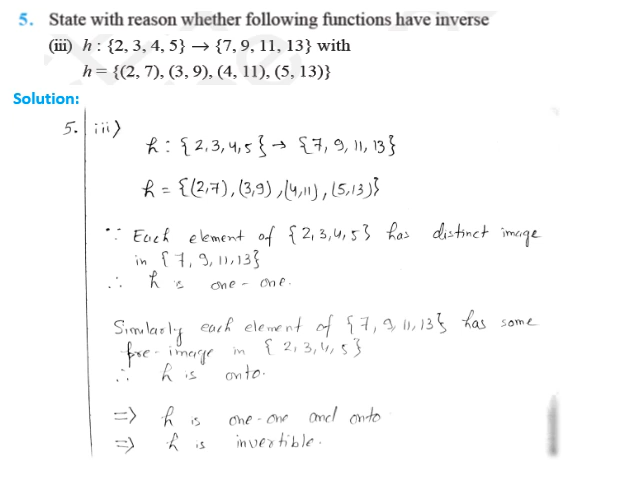 5. State with reason whether following functions have inverse
(iii) h : {2, 3, 4, 5} → {7, 9, 11, 13} with
h = {(2, 7), (3, 9), (4, 11), (5, 13)}
Solution:
5. iii)
h : {2,3,4,5} → {7, 9, 11, 13}
h = {(2,7), (3,9), (4,11), (5,13)}
∵ Each element of {2,3,4,5} has distinct image
in {7, 9, 11, 13}
∴ h is one-one.
Similarly each element of {7, 9, 11, 13} has some
pre-image in {2, 3, 4, 5}
∴ h is onto.
⇒ h is one-one and onto
⇒ h is invertible.